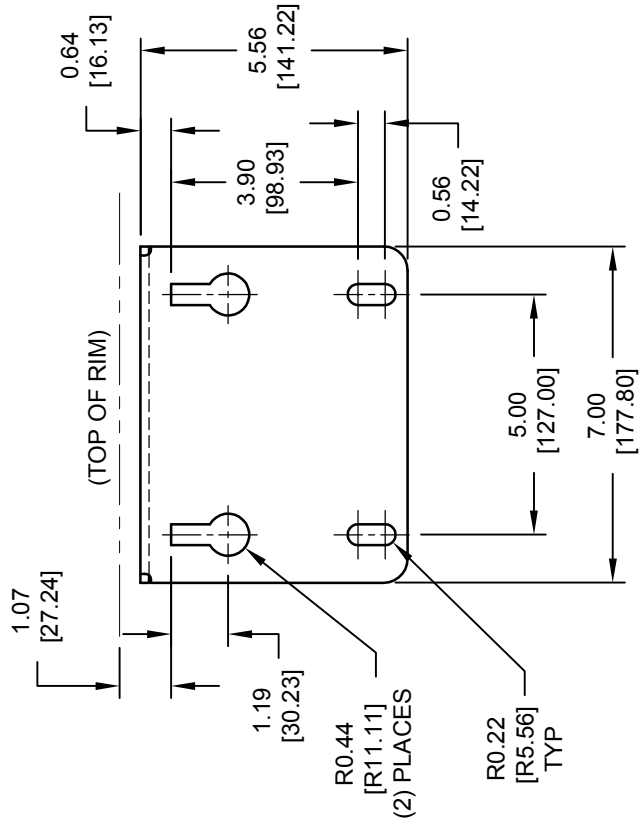 0.64
[16.13]
5.56
[141.22]
3.90
[98.93]
0.56
[14.22]
(TOP OF RIM)
1.07
[27.24]
1.19
[30.23]
5.00
[127.00]
7.00
[177.80]
R0.44
[R11.11]
(2) PLACES
R0.22
[R5.56]
TYP